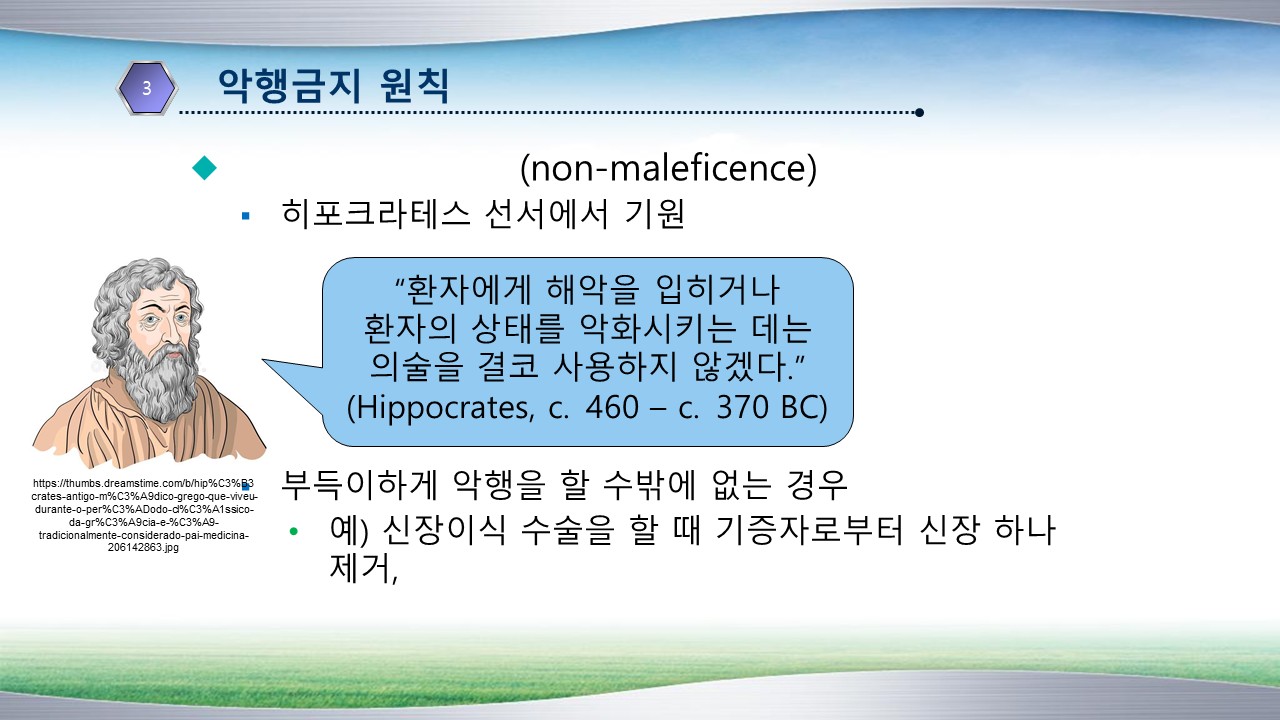 3
악행금지 원칙
(non-maleficence)
히포크라테스 선서에서 기원
“환자에게 해악을 입히거나
환자의 상태를 악화시키는 데는
의술을 결코 사용하지 않겠다.”
(Hippocrates, c. 460 – c. 370 BC)
https://thumbs.dreamstime.com/b/hip%C3%B3
crates-antigo-m%C3%A9dico-grego-que-viveu-
durante-o-per%C3%ADodo-cl%C3%A1ssico-
da-gr%C3%A9cia-e-%C3%A9-
tradicionalmente-considerado-pai-medicina-
206142863.jpg
부득이하게 악행을 할 수밖에 없는 경우
예) 신장이식 수술을 할 때 기증자로부터 신장 하나
제거,